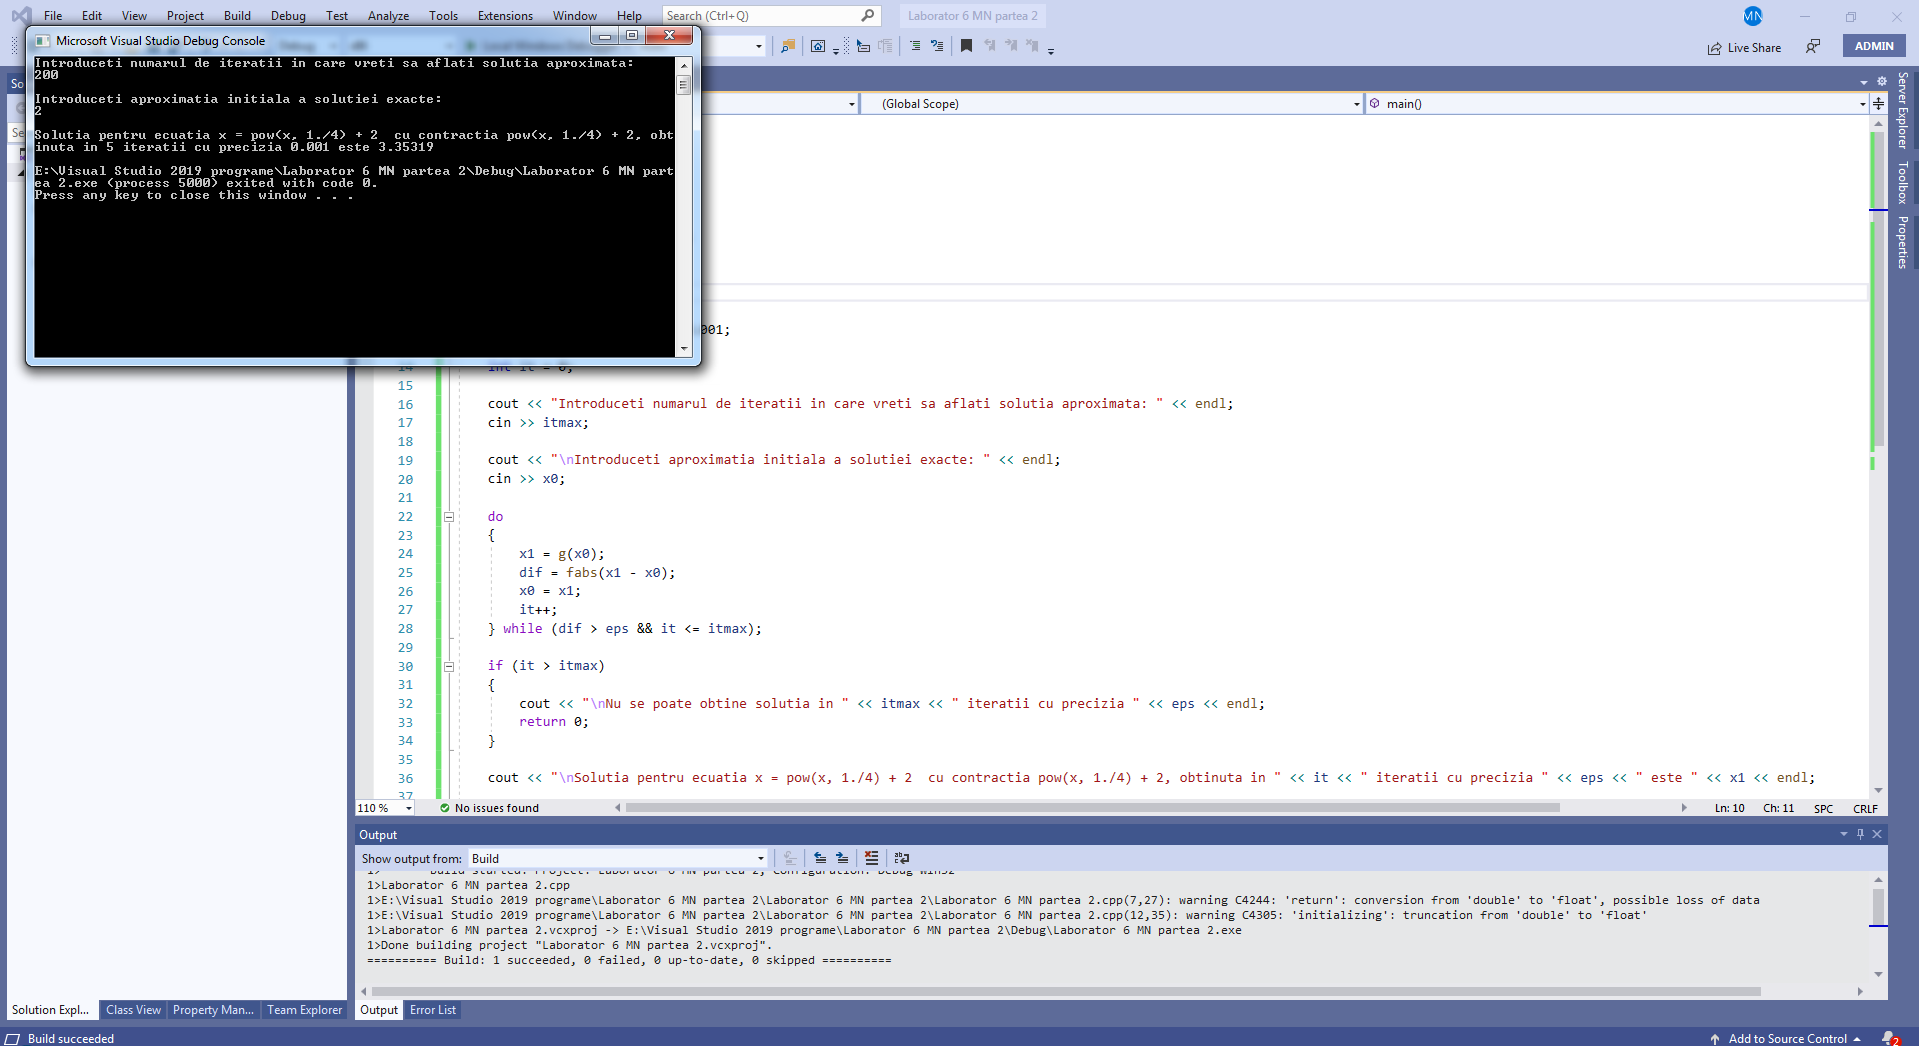 File Edit View Project Build Debug Test Analyze Tools Extensions Window Help Search (Ctrl+Q) Laborator 6 MN partea 2 MN
Live Share ADMIN
Microsoft Visual Studio Debug Console
Introduceti numarul de iteratii in care vreti sa aflati solutia aproximata:
200
Introduceti aproximatia initiala a solutiei exacte:
2
Solutia pentru ecuatia x = pow(x, 1./4) + 2  cu contractia pow(x, 1./4) + 2, obt
inuta in 5 iteratii cu precizia 0.001 este 3.35319
E:\Visual Studio 2019 programe\Laborator 6 MN partea 2\Debug\Laborator 6 MN part
ea 2.exe (process 5000) exited with code 0.
Press any key to close this window . . .
(Global Scope) main()
Server Explorer
Toolbox
Properties
001;
14 int it = 0;
15
16 cout << "Introduceti numarul de iteratii in care vreti sa aflati solutia aproximata: " << endl;
17 cin >> itmax;
18
19 cout << "\nIntroduceti aproximatia initiala a solutiei exacte: " << endl;
20 cin >> x0;
21
22 do
23 {
24 x1 = g(x0);
25 dif = fabs(x1 - x0);
26 x0 = x1;
27 it++;
28 } while (dif > eps && it <= itmax);
29
30 if (it > itmax)
31 {
32 cout << "\nNu se poate obtine solutia in " << itmax << " iteratii cu precizia " << eps << endl;
33 return 0;
34 }
35
36 cout << "\nSolutia pentru ecuatia x = pow(x, 1./4) + 2  cu contractia pow(x, 1./4) + 2, obtinuta in " << it << " iteratii cu precizia " << eps << " este " << x1 << endl;
37
110 % No issues found Ln: 10 Ch: 11 SPC CRLF
Output
Show output from: Build
1>------ Build started: Project: Laborator 6 MN partea 2, Configuration: Debug Win32
1>Laborator 6 MN partea 2.cpp
1>E:\Visual Studio 2019 programe\Laborator 6 MN partea 2\Laborator 6 MN partea 2\Laborator 6 MN partea 2.cpp(7,27): warning C4244: 'return': conversion from 'double' to 'float', possible loss of data
1>E:\Visual Studio 2019 programe\Laborator 6 MN partea 2\Laborator 6 MN partea 2\Laborator 6 MN partea 2.cpp(12,35): warning C4305: 'initializing': truncation from 'double' to 'float'
1>Laborator 6 MN partea 2.vcxproj -> E:\Visual Studio 2019 programe\Laborator 6 MN partea 2\Debug\Laborator 6 MN partea 2.exe
1>Done building project "Laborator 6 MN partea 2.vcxproj".
========== Build: 1 succeeded, 0 failed, 0 up-to-date, 0 skipped ==========
Solution Expl... Class View Property Man... Team Explorer Output Error List
Build succeeded Add to Source Control 2